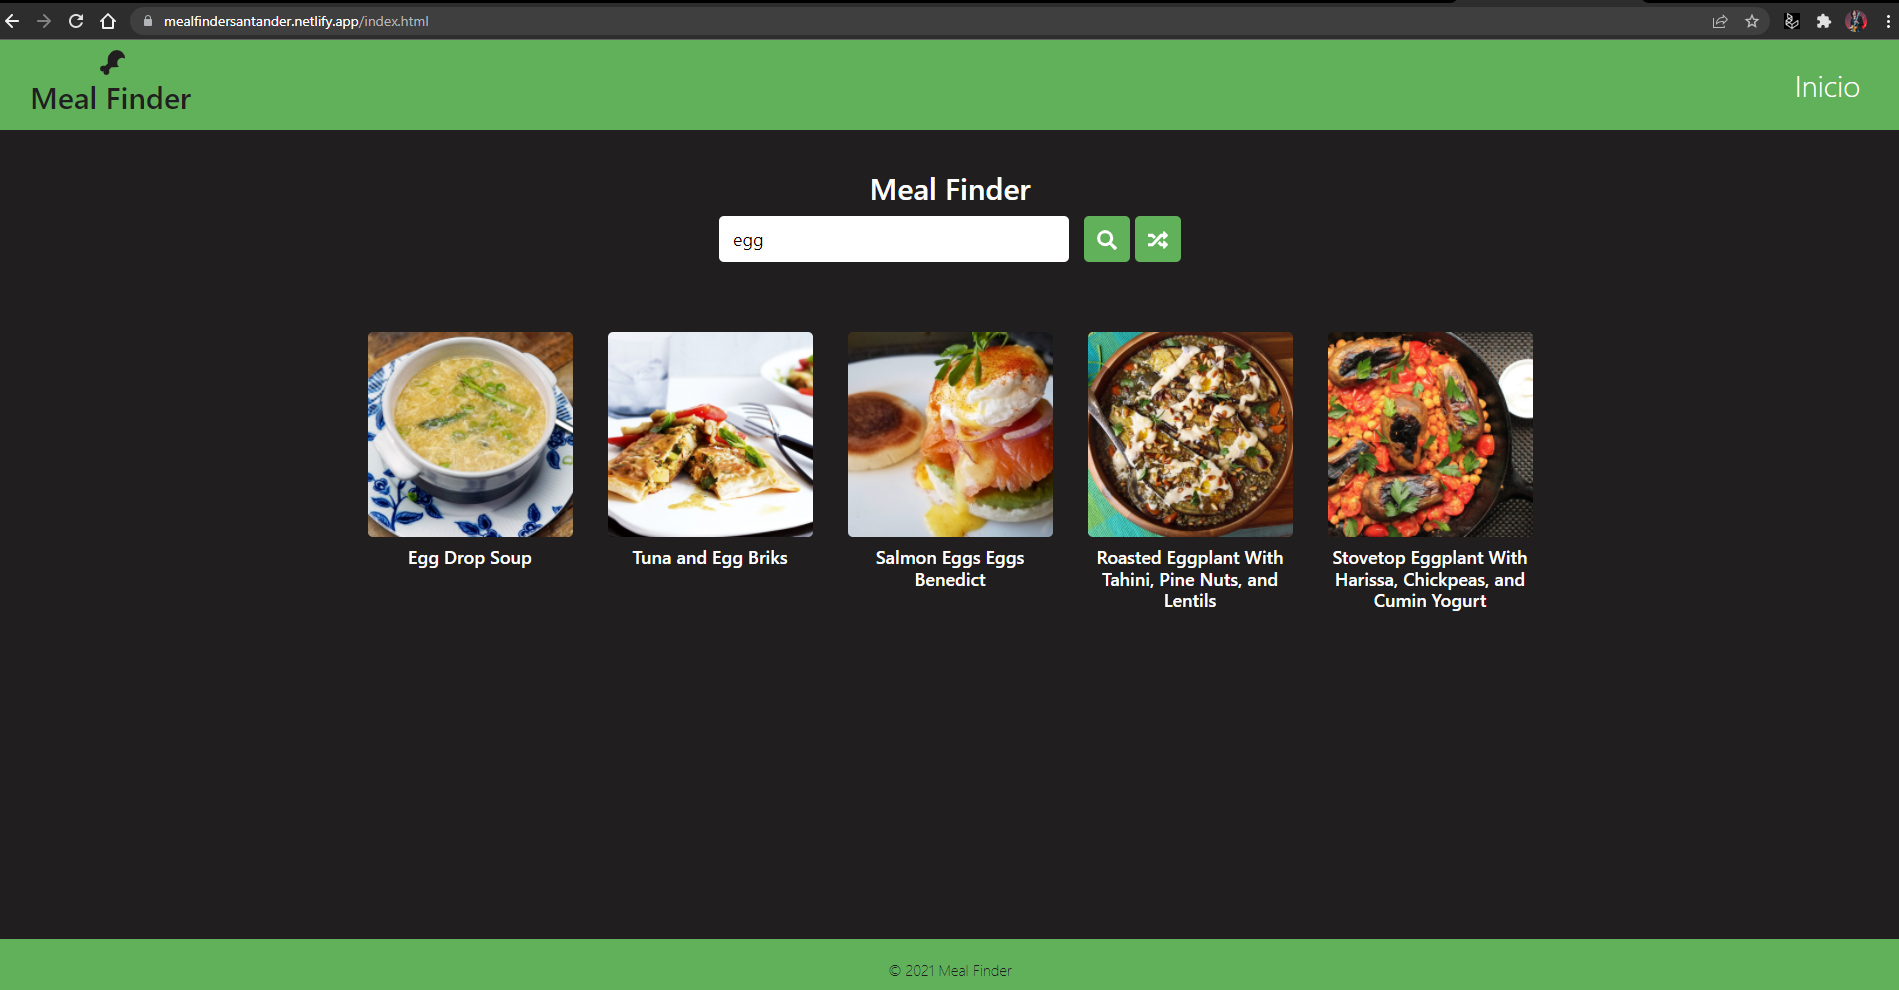 mealfindersantander.netlify.app/index.html
Meal Finder
Inicio
Meal Finder
egg
Egg Drop Soup
Tuna and Egg Briks
Salmon Eggs Eggs
Benedict
Roasted Eggplant With
Tahini, Pine Nuts, and
Lentils
Stovetop Eggplant With
Harissa, Chickpeas, and
Cumin Yogurt
© 2021 Meal Finder